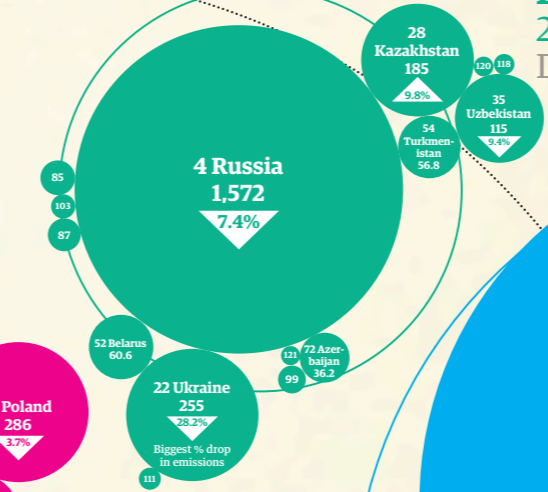 28
Kazakhstan
185
9.8%
120
118
35
Uzbekistan
115
9.4%
54
Turkmen-
istan
56.8
4 Russia
1,572
7.4%
85
103
87
52 Belarus
60.6
121
72 Azer-
baijan
36.2
99
22 Ukraine
255
28.2%
Biggest % drop
in emissions
111
Poland
286
3.7%
2
D